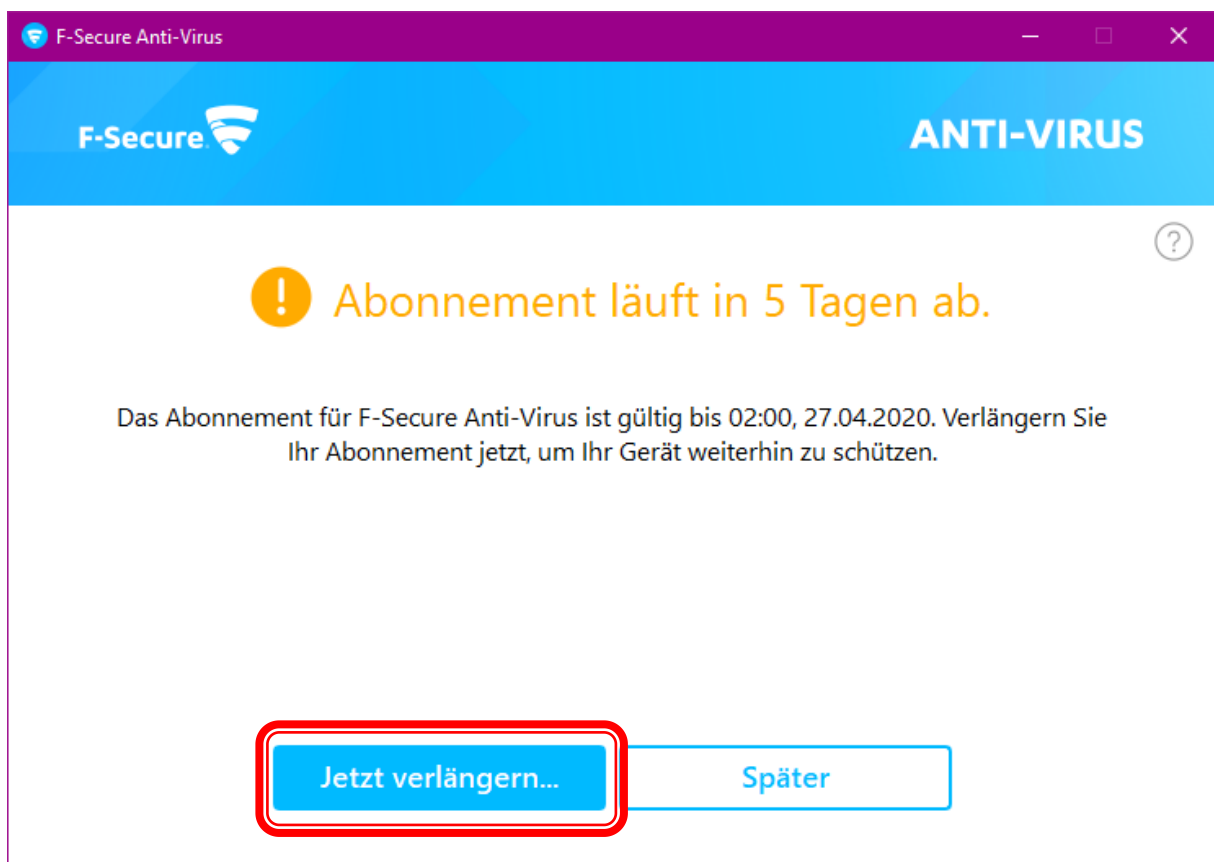 F-Secure Anti-Virus
F-Secure.
ANTI-VIRUS
?
! Abonnement läuft in 5 Tagen ab.
Das Abonnement für F-Secure Anti-Virus ist gültig bis 02:00, 27.04.2020. Verlängern Sie
Ihr Abonnement jetzt, um Ihr Gerät weiterhin zu schützen.
Jetzt verlängern...
Später